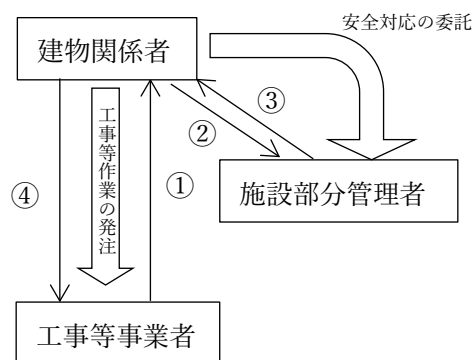 安全対応の委託
建物関係者
③
②
工事等作業の発注
①
④
施設部分管理者
工事等事業者